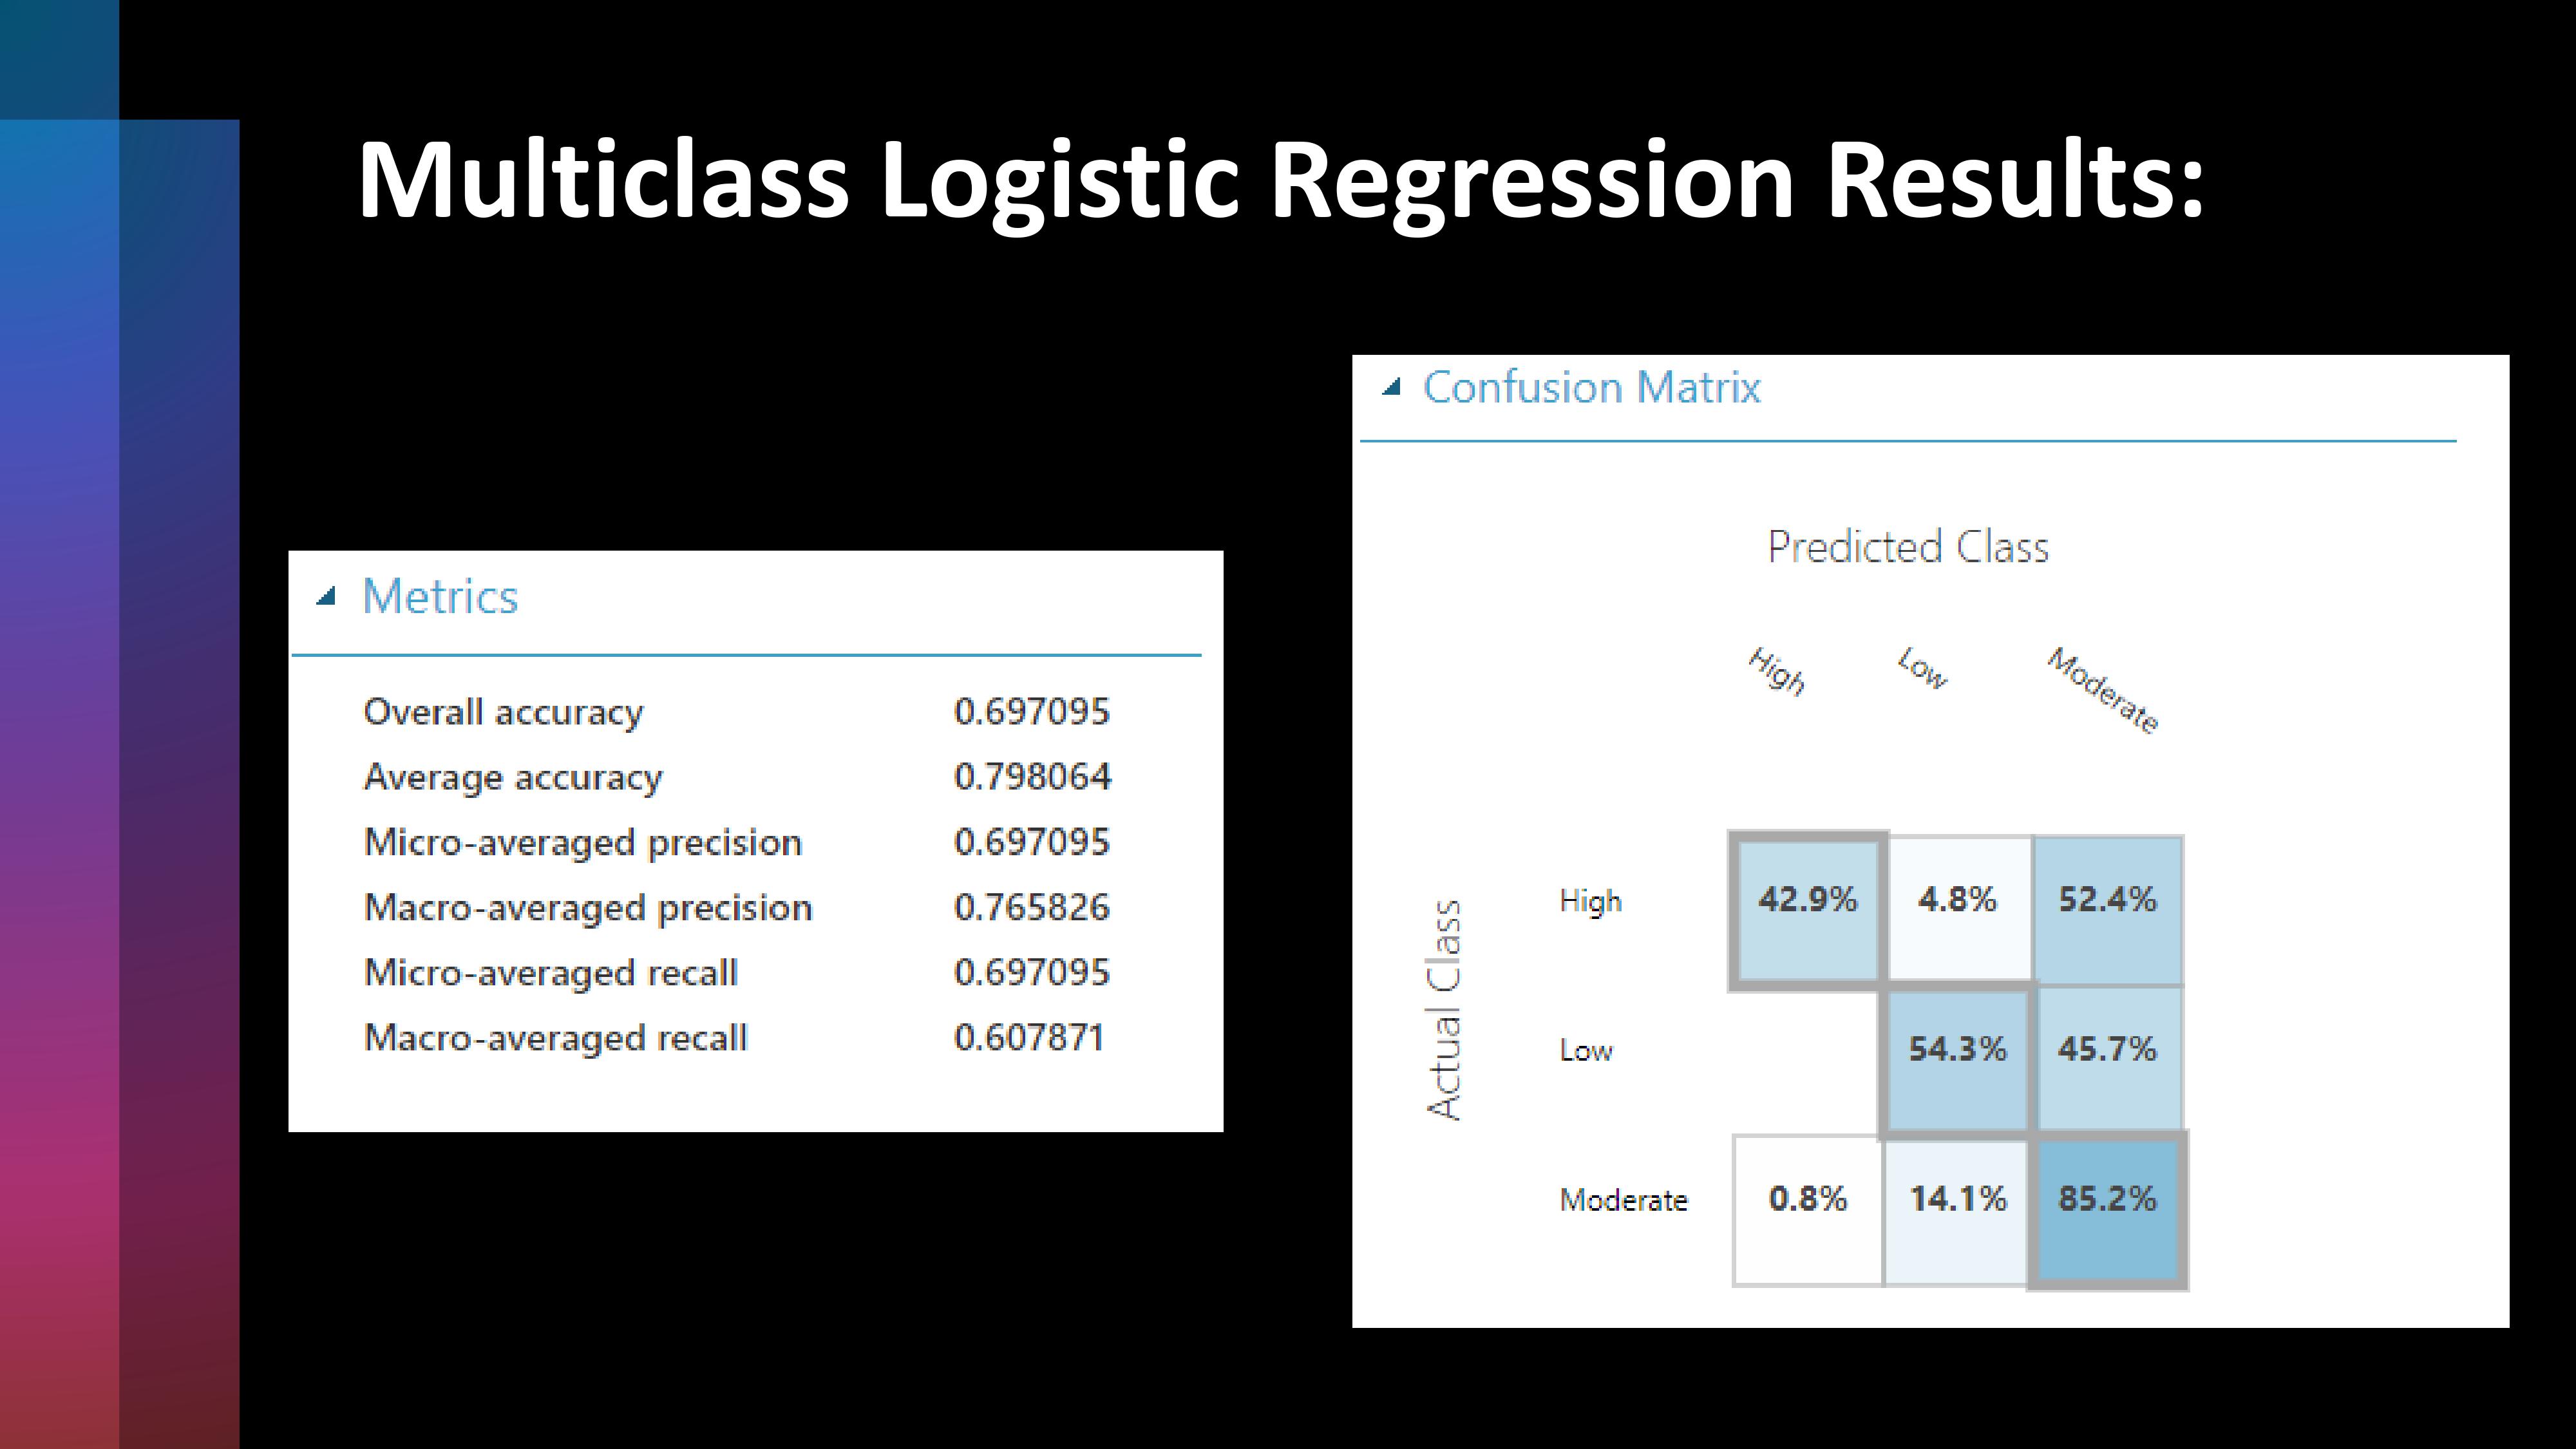 Multiclass Logistic Regression Results:
Metrics
Overall accuracy 0.697095
Average accuracy 0.798064
Micro-averaged precision 0.697095
Macro-averaged precision 0.765826
Micro-averaged recall 0.697095
Macro-averaged recall 0.607871
Confusion Matrix
Predicted Class
High Low Moderate
Actual Class
High 42.9% 4.8% 52.4%
Low 54.3% 45.7%
Moderate 0.8% 14.1% 85.2%